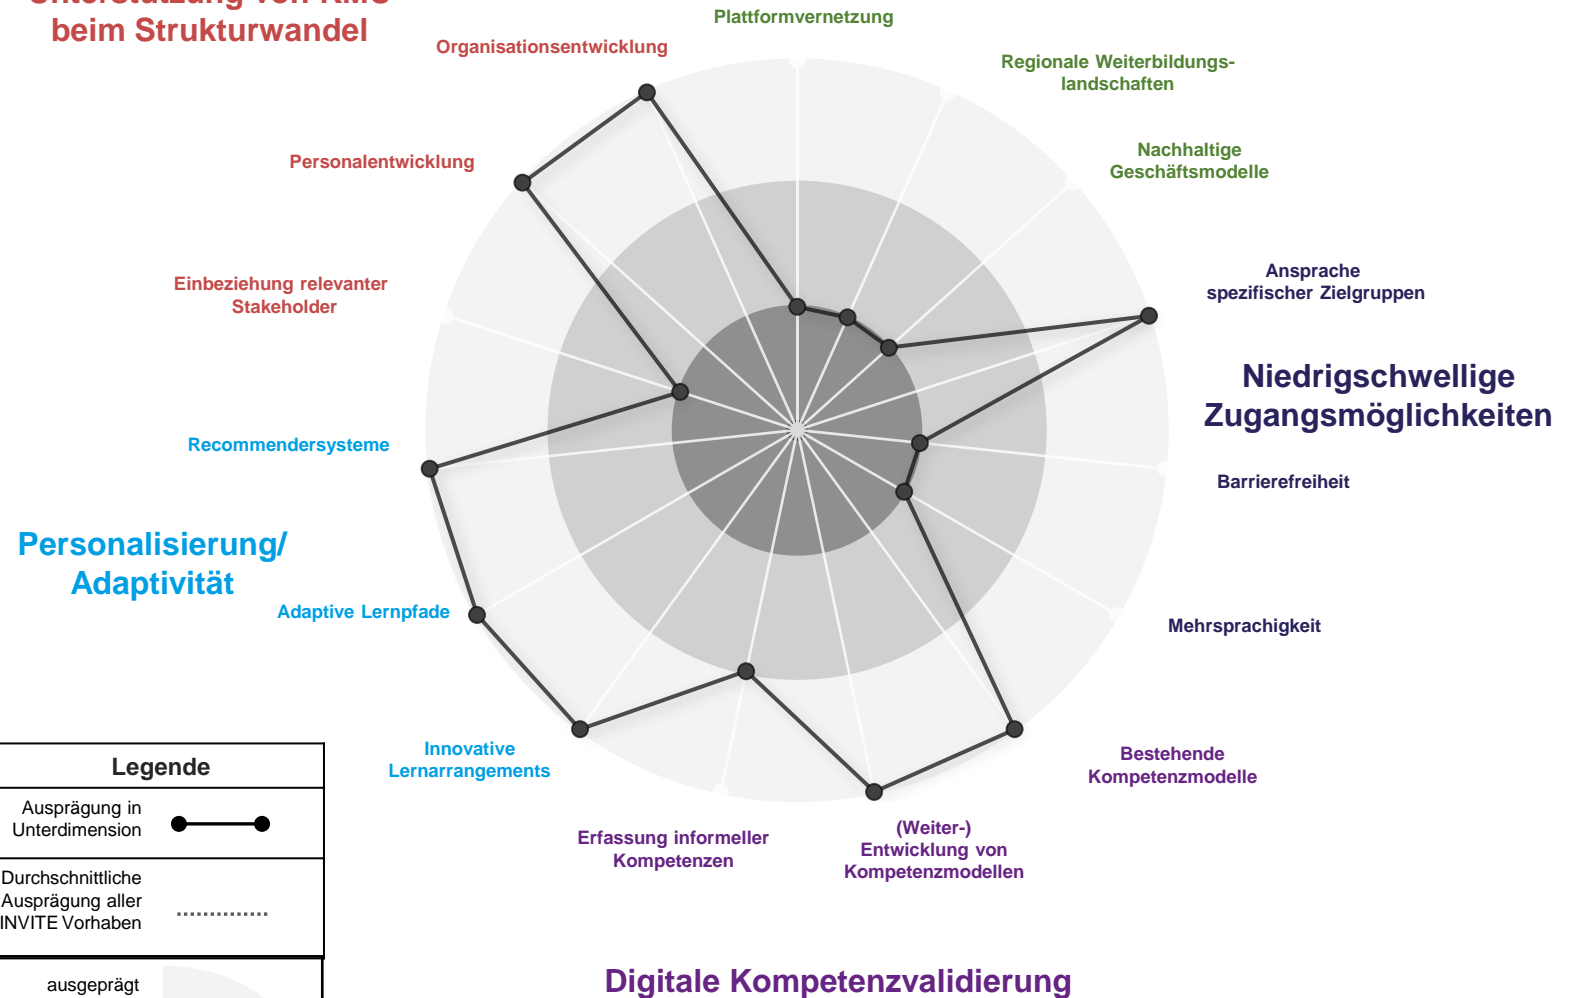 beim Strukturwandel
Plattformvernetzung
Organisationsentwicklung
Regionale Weiterbildungs-
landschaften
Personalentwicklung
Nachhaltige
Geschäftsmodelle
Einbeziehung relevanter
Stakeholder
Ansprache
spezifischer Zielgruppen
Niedrigschwellige
Zugangsmöglichkeiten
Recommendersysteme
Barrierefreiheit
Personalisierung/
Adaptivität
Adaptive Lernpfade
Mehrsprachigkeit
Innovative
Lernarrangements
Bestehende
Kompetenzmodelle
Erfassung informeller
Kompetenzen
(Weiter-)
Entwicklung von
Kompetenzmodellen
Legende
Ausprägung in
Unterdimension
Durchschnittliche
Ausprägung aller
INVITE Vorhaben
ausgeprägt
Digitale Kompetenzvalidierung